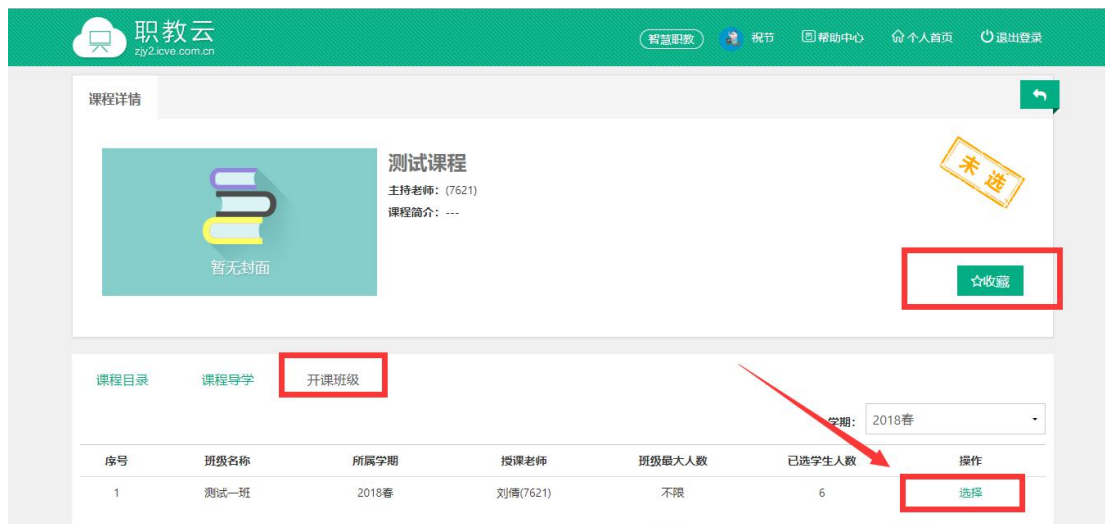 职教云
zjy2.icve.com.cn
智慧职教 祝节 帮助中心 个人首页 退出登录
课程详情
测试课程
主持老师：(7621)
课程简介：---
未选
暂无封面
收藏
课程目录 课程导学 开课班级
学期： 2018春
序号 班级名称 所属学期 授课老师 班级最大人数 已选学生人数 操作
1 测试一班 2018春 刘倩(7621) 不限 6 选择